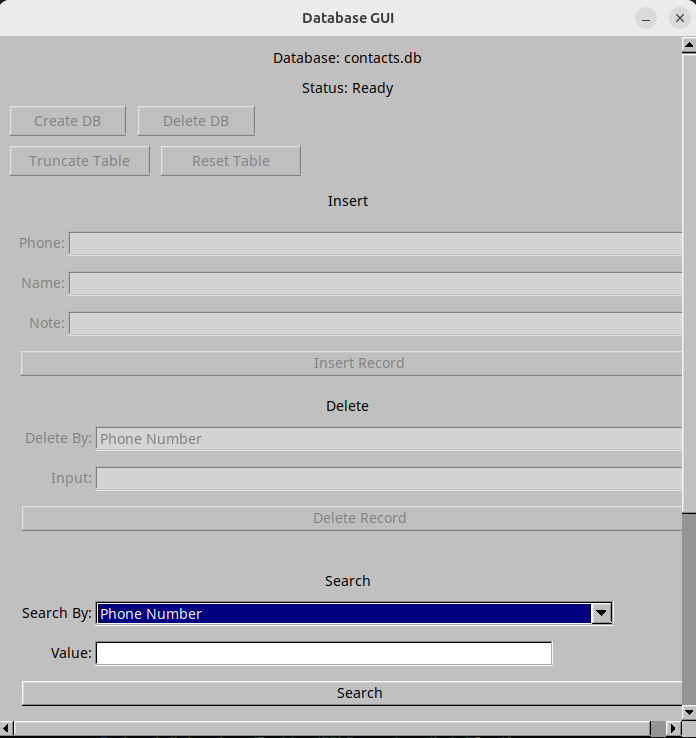 Database GUI
Database: contacts.db
Status: Ready
Create DB Delete DB
Truncate Table Reset Table
Insert
Phone:
Name:
Note:
Insert Record
Delete
Delete By: Phone Number
Input:
Delete Record
Search
Search By: Phone Number
Value:
Search